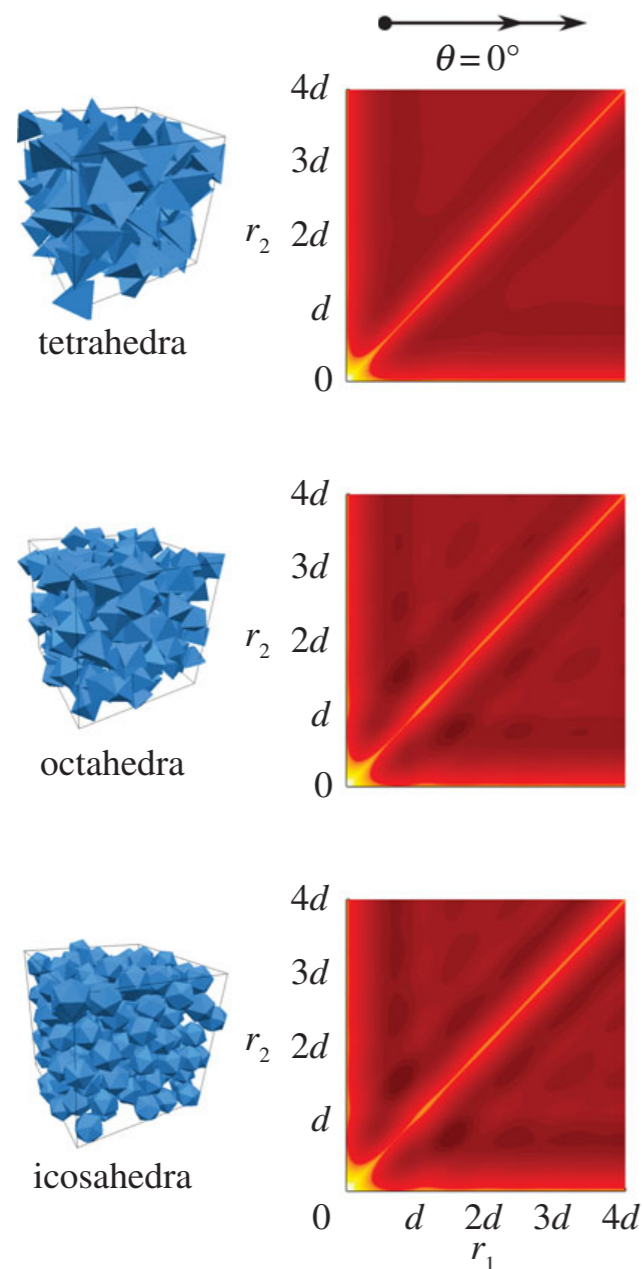 θ = 0°
4d
3d
r₂ 2d
d
0
tetrahedra
4d
3d
r₂ 2d
d
0
octahedra
4d
3d
r₂ 2d
d
icosahedra
0 d 2d 3d 4d
r₁